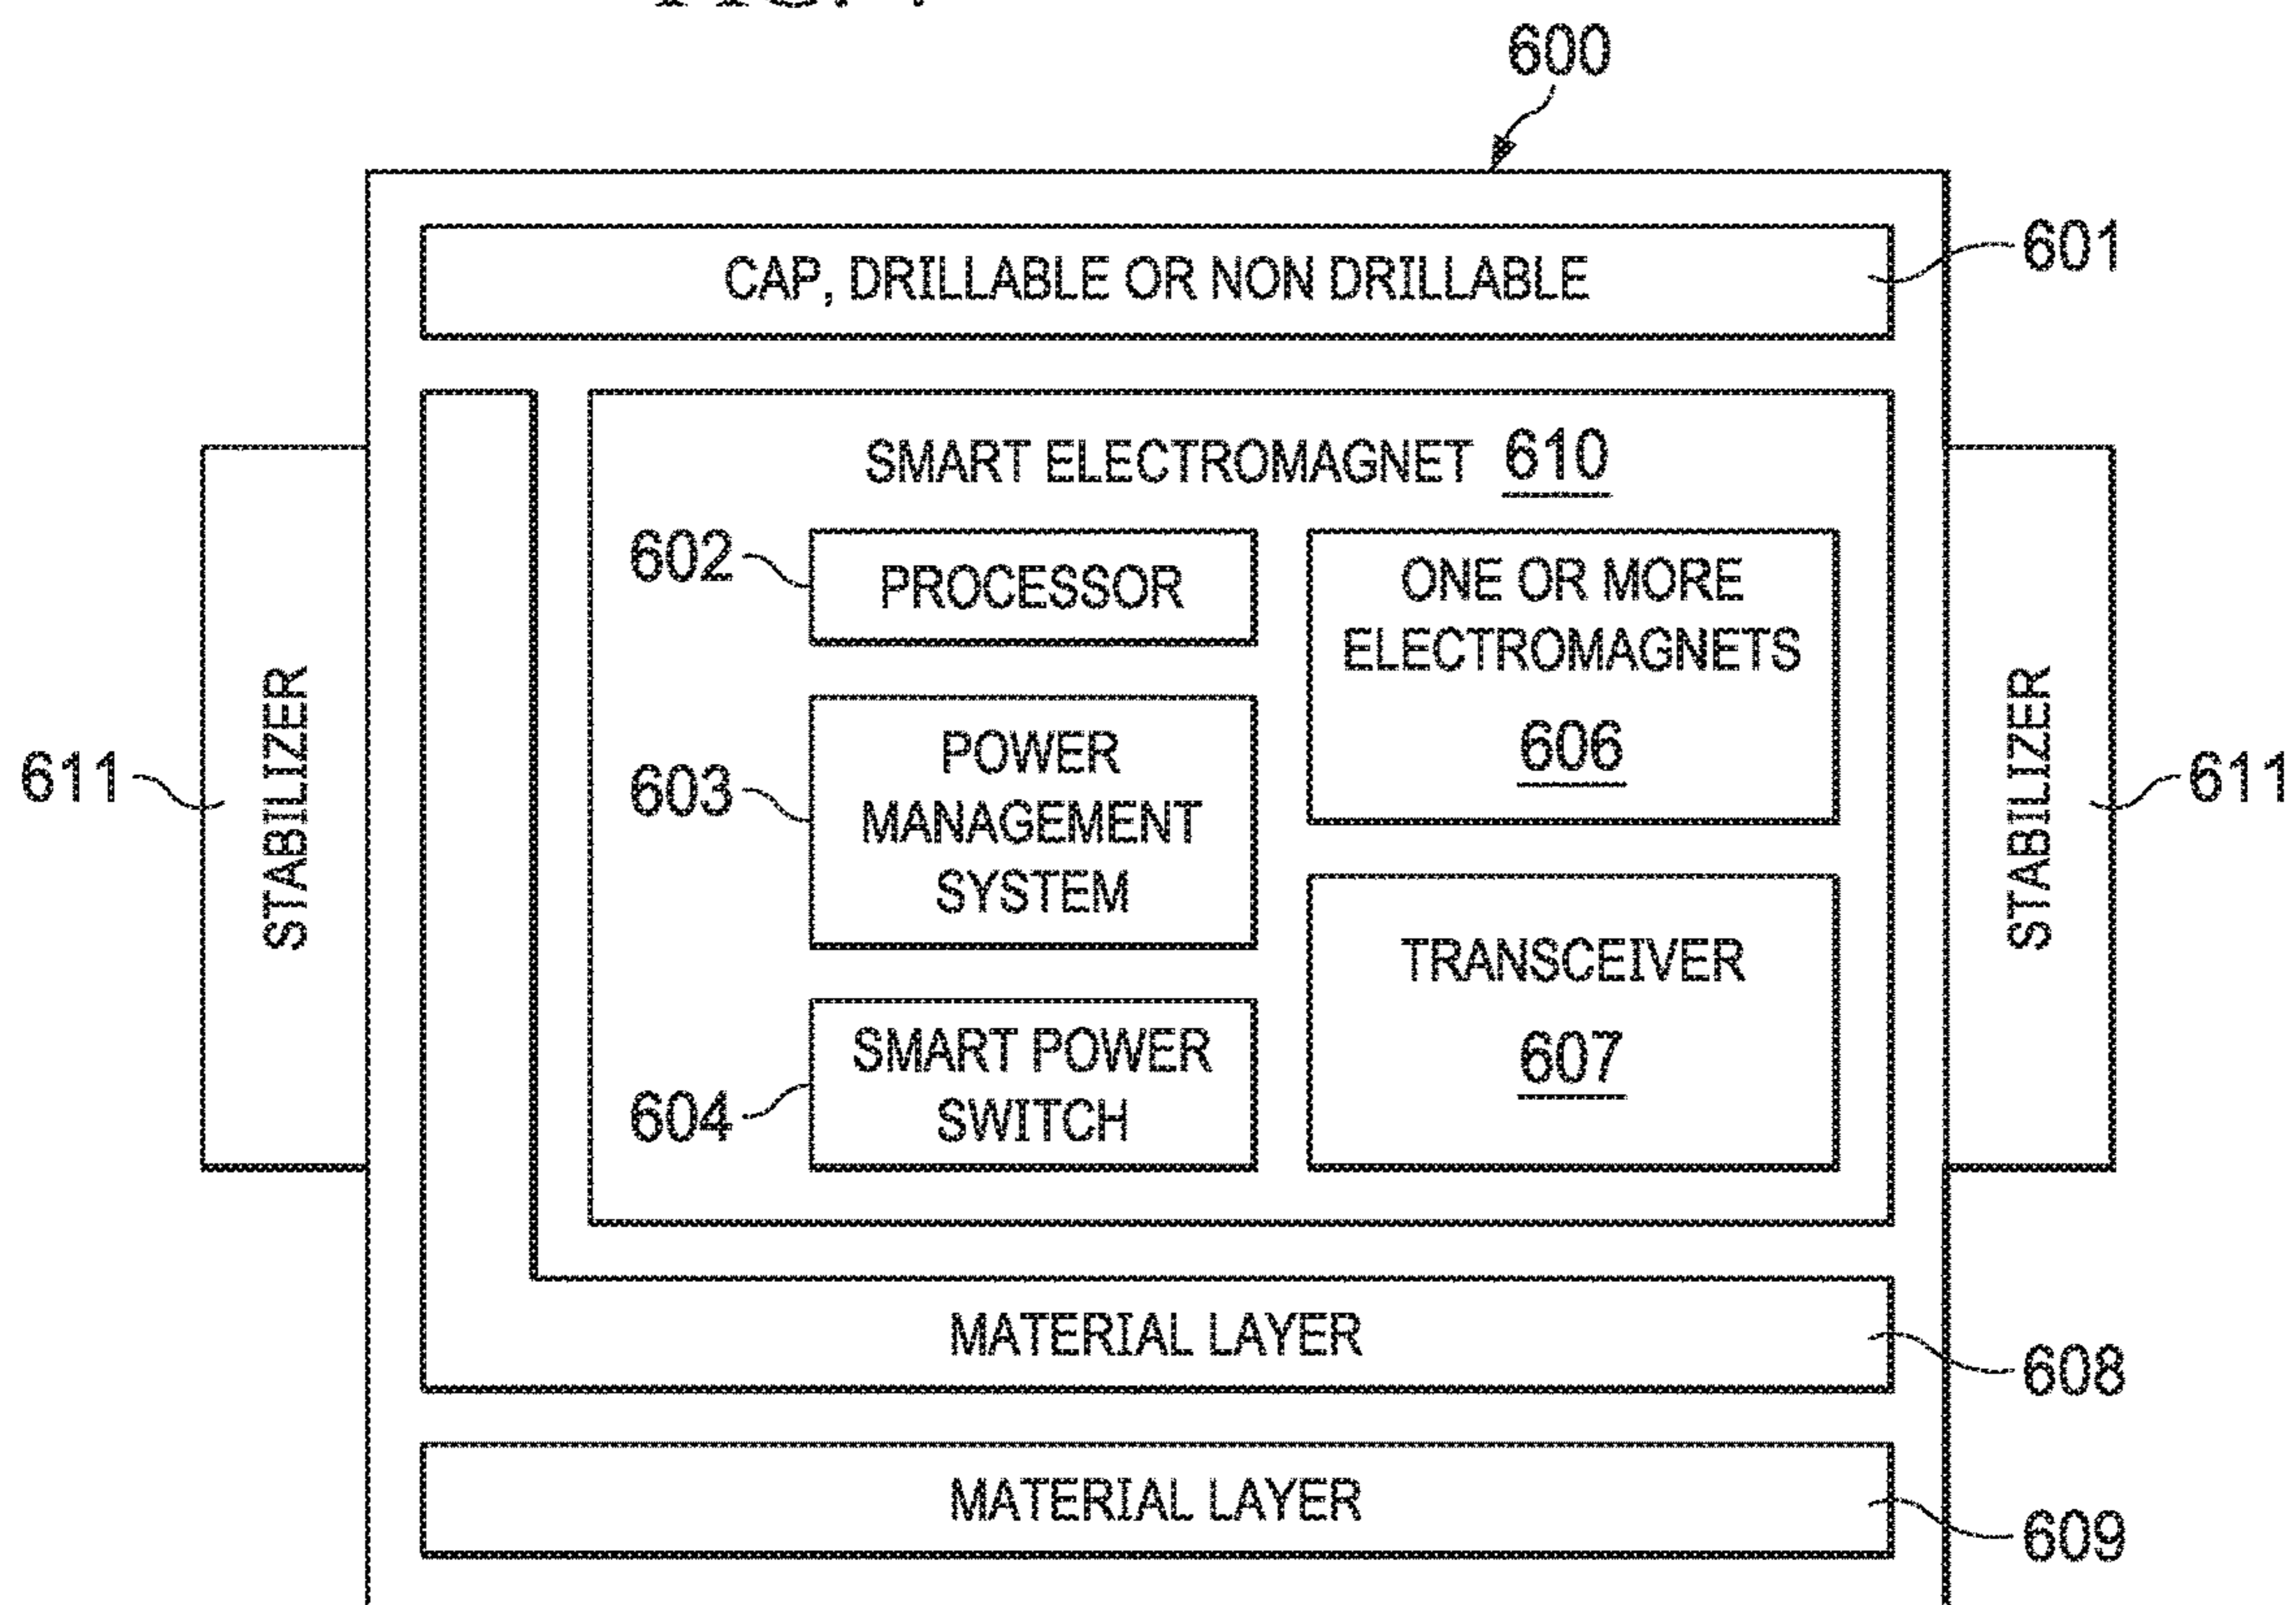 600
CAP, DRILLABLE OR NON DRILLABLE
601
SMART ELECTROMAGNET 610
602
PROCESSOR
ONE OR MORE
ELECTROMAGNETS
606
603
POWER
MANAGEMENT
SYSTEM
TRANSCEIVER
607
604
SMART POWER
SWITCH
STABILIZER
611
STABILIZER
611
MATERIAL LAYER
608
MATERIAL LAYER
609